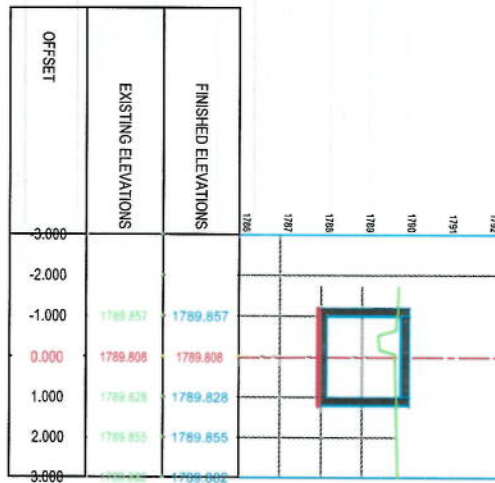 OFFSET
EXISTING ELEVATIONS
FINISHED ELEVATIONS
1786
1787
1788
1789
1790
1791
1792
-3.000
-2.000
-1.000 1789.857 1789.857
0.000 1789.808 1789.808
1.000 1789.828 1789.828
2.000 1789.855 1789.855
3.000